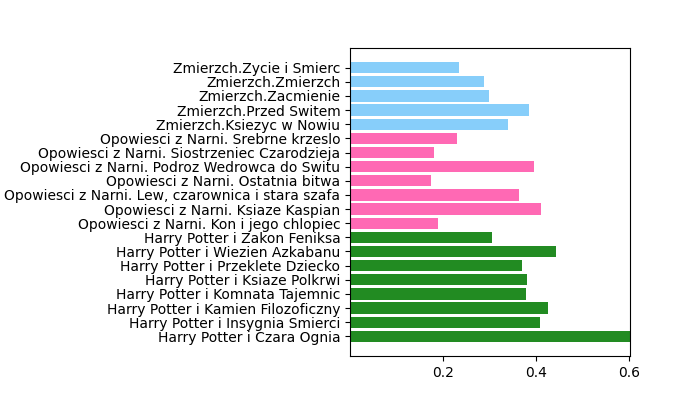 Zmierzch.Zycie i Smierc
Zmierzch.Zmierzch
Zmierzch.Zacmienie
Zmierzch.Przed Switem
Zmierzch.Ksiezyc w Nowiu
Opowiesci z Narni. Srebrne krzeslo
Opowiesci z Narni. Siostrzeniec Czarodzieja
Opowiesci z Narni. Podroz Wedrowca do Switu
Opowiesci z Narni. Ostatnia bitwa
Opowiesci z Narni. Lew, czarownica i stara szafa
Opowiesci z Narni. Ksiaze Kaspian
Opowiesci z Narni. Kon i jego chlopiec
Harry Potter i Zakon Feniksa
Harry Potter i Wiezien Azkabanu
Harry Potter i Przeklete Dziecko
Harry Potter i Ksiaze Polkrwi
Harry Potter i Komnata Tajemnic
Harry Potter i Kamien Filozoficzny
Harry Potter i Insygnia Smierci
Harry Potter i Czara Ognia
0.2 0.4 0.6